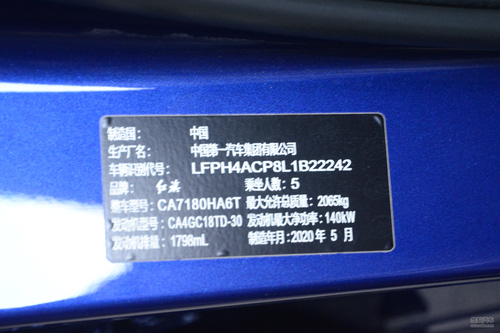 制造国: 中国
生产厂名: 中国第一汽车集团有限公司
车辆识别代号: LFPH4ACP8L1B22242
品牌: 红旗 乘坐人数: 5
整车型号: CA7180HA6T 最大允许总质量: 2065kg
发动机型号: CA4GC18TD-30 发动机最大净功率: 140kW
发动机排量: 1798mL 制造年月: 2020 年 5 月